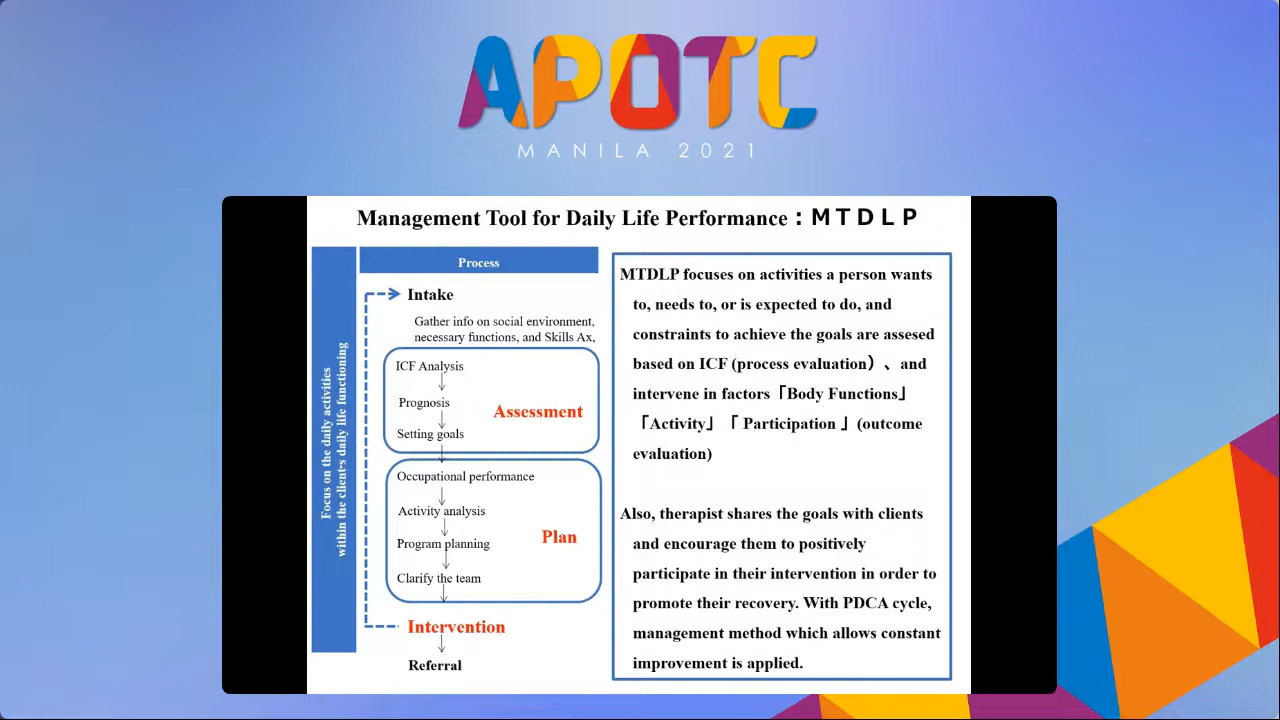 APOTC
MANILA 2021
Management Tool for Daily Life Performance：ＭＴＤＬＰ
Focus on the daily activities
within the client's daily life functioning
Process
Intake
Gather info on social environment,
necessary functions, and Skills Ax,
ICF Analysis
Prognosis
Assessment
Setting goals
Occupational performance
Activity analysis
Plan
Program planning
Clarify the team
Intervention
Referral
MTDLP focuses on activities a person wants
to, needs to, or is expected to do, and
constraints to achieve the goals are assesed
based on ICF (process evaluation）、and
intervene in factors「Body Functions」
「Activity」「 Participation 」(outcome
evaluation)
Also, therapist shares the goals with clients
and encourage them to positively
participate in their intervention in order to
promote their recovery. With PDCA cycle,
management method which allows constant
improvement is applied.